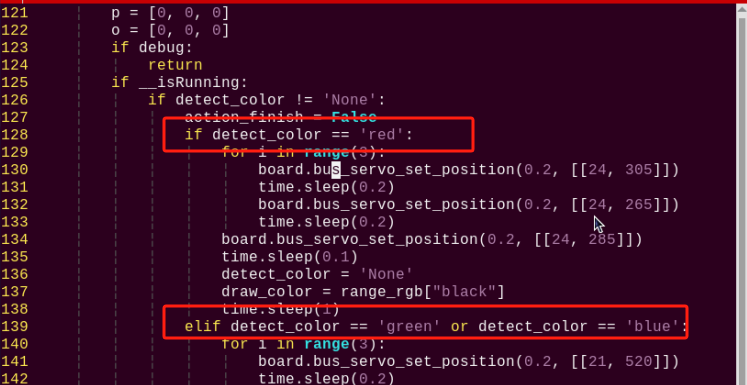 121 p = [0, 0, 0]
122 o = [0, 0, 0]
123 if debug:
124 return
125 if __isRunning:
126 if detect_color != 'None':
127 action_finish = False
128 if detect_color == 'red':
129 for i in range(3):
130 board.bus_servo_set_position(0.2, [[24, 305]])
131 time.sleep(0.2)
132 board.bus_servo_set_position(0.2, [[24, 265]])
133 time.sleep(0.2)
134 board.bus_servo_set_position(0.2, [[24, 285]])
135 time.sleep(0.1)
136 detect_color = 'None'
137 draw_color = range_rgb["black"]
138 time.sleep(1)
139 elif detect_color == 'green' or detect_color == 'blue':
140 for i in range(3):
141 board.bus_servo_set_position(0.2, [[21, 520]])
142 time.sleep(0.2)